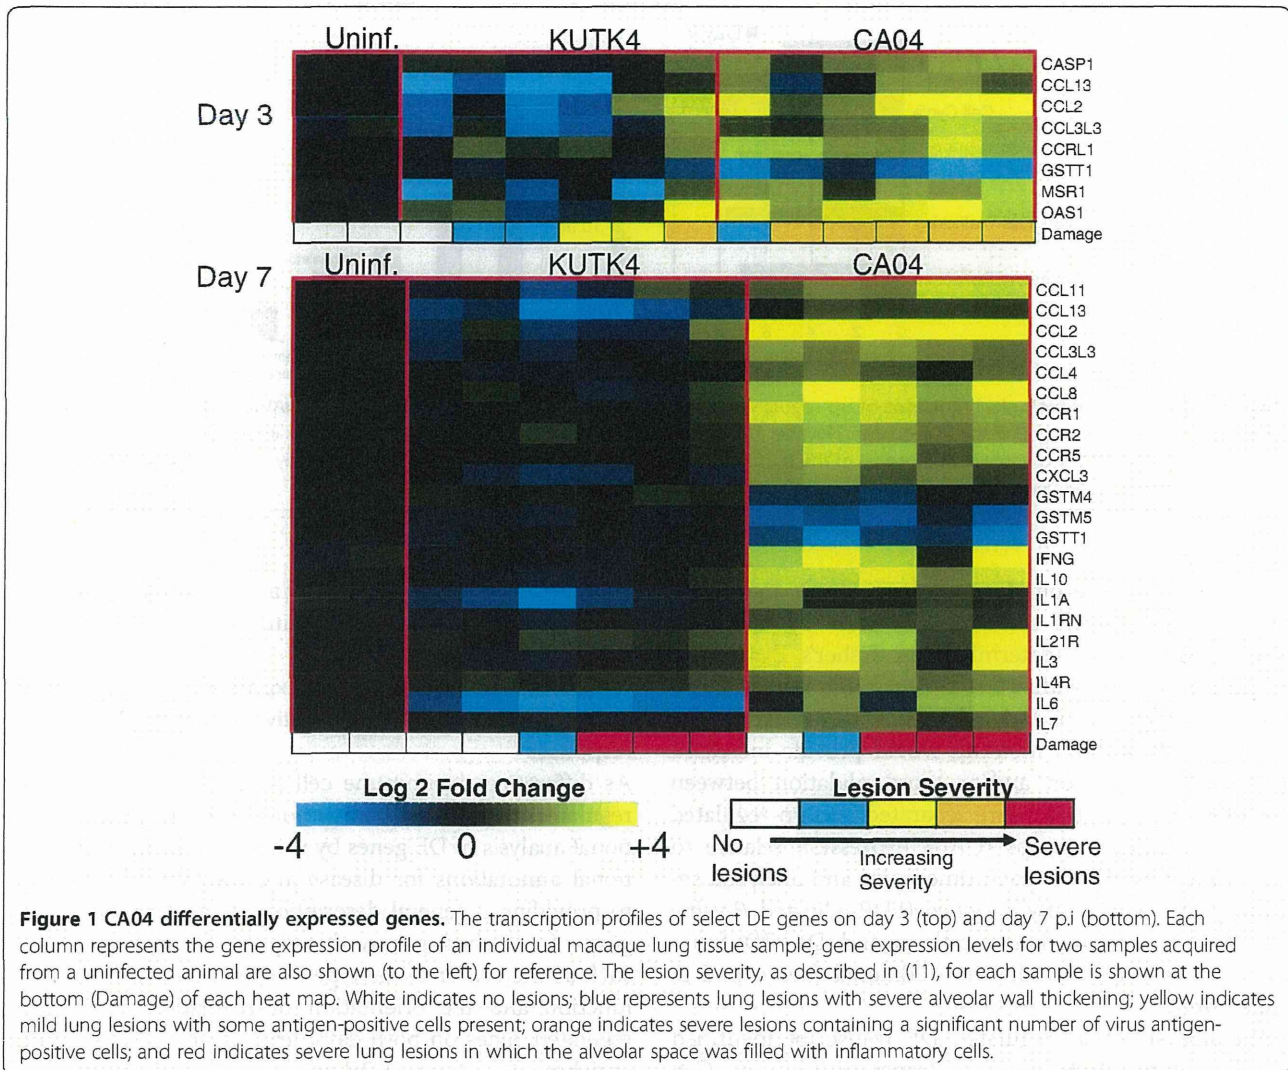 Uninf. KUTK4 CA04
Day 3
CASP1
CCL13
CCL2
CCL3L3
CCRL1
GSTT1
MSR1
OAS1
Damage
Uninf. KUTK4 CA04
Day 7
CCL11
CCL13
CCL2
CCL3L3
CCL4
CCL8
CCR1
CCR2
CCR5
CXCL3
GSTM4
GSTM5
GSTT1
IFNG
IL10
IL1A
IL1RN
IL21R
IL3
IL4R
IL6
IL7
Damage
Log 2 Fold Change
-4 0 +4
Lesion Severity
No lesions
Increasing Severity
Severe lesions
Figure 1 CA04 differentially expressed genes. The transcription profiles of select DE genes on day 3 (top) and day 7 p.i (bottom). Each
column represents the gene expression profile of an individual macaque lung tissue sample; gene expression levels for two samples acquired
from a uninfected animal are also shown (to the left) for reference. The lesion severity, as described in (11), for each sample is shown at the
bottom (Damage) of each heat map. White indicates no lesions; blue represents lung lesions with severe alveolar wall thickening; yellow indicates
mild lung lesions with some antigen-positive cells present; orange indicates severe lesions containing a significant number of virus antigen-
positive cells; and red indicates severe lung lesions in which the alveolar space was filled with inflammatory cells.